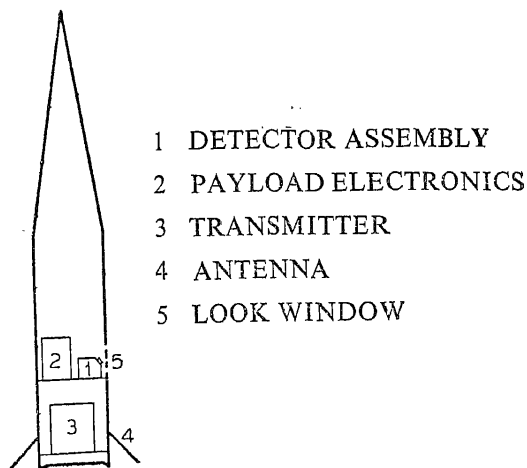 1 DETECTOR ASSEMBLY
2 PAYLOAD ELECTRONICS
3 TRANSMITTER
4 ANTENNA
5 LOOK WINDOW
2
1
5
3
4